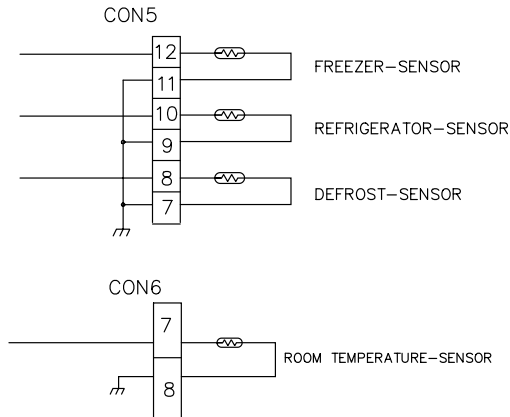 CON5
12
FREEZER-SENSOR
11
10
REFRIGERATOR-SENSOR
9
8
DEFROST-SENSOR
7
CON6
7
ROOM TEMPERATURE-SENSOR
8